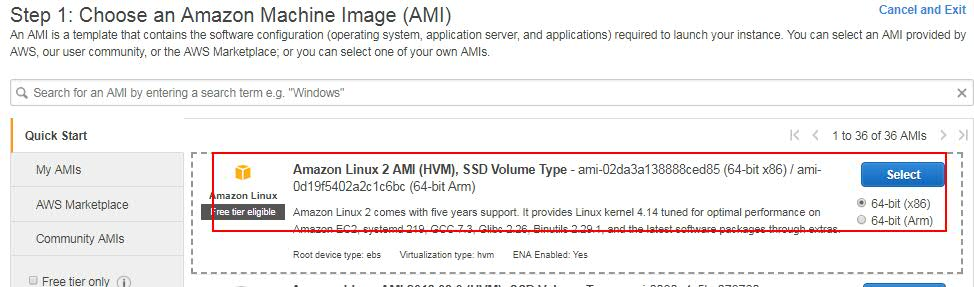 Step 1: Choose an Amazon Machine Image (AMI)
Cancel and Exit
An AMI is a template that contains the software configuration (operating system, application server, and applications) required to launch your instance. You can select an AMI provided by
AWS, our user community, or the AWS Marketplace; or you can select one of your own AMIs.
Search for an AMI by entering a search term e.g. "Windows"
Quick Start
1 to 36 of 36 AMIs
My AMIs
AWS Marketplace
Community AMIs
Free tier only
Amazon Linux
Free tier eligible
Amazon Linux 2 AMI (HVM), SSD Volume Type - ami-02da3a138888ced85 (64-bit x86) / ami-
0d19f5402a2c1c6bc (64-bit Arm)
Amazon Linux 2 comes with five years support. It provides Linux kernel 4.14 tuned for optimal performance on
Amazon EC2, systemd 219, GCC 7.3, Glibc 2.26, Binutils 2.29.1, and the latest software packages through extras.
Root device type: ebs Virtualization type: hvm ENA Enabled: Yes
Select
64-bit (x86)
64-bit (Arm)